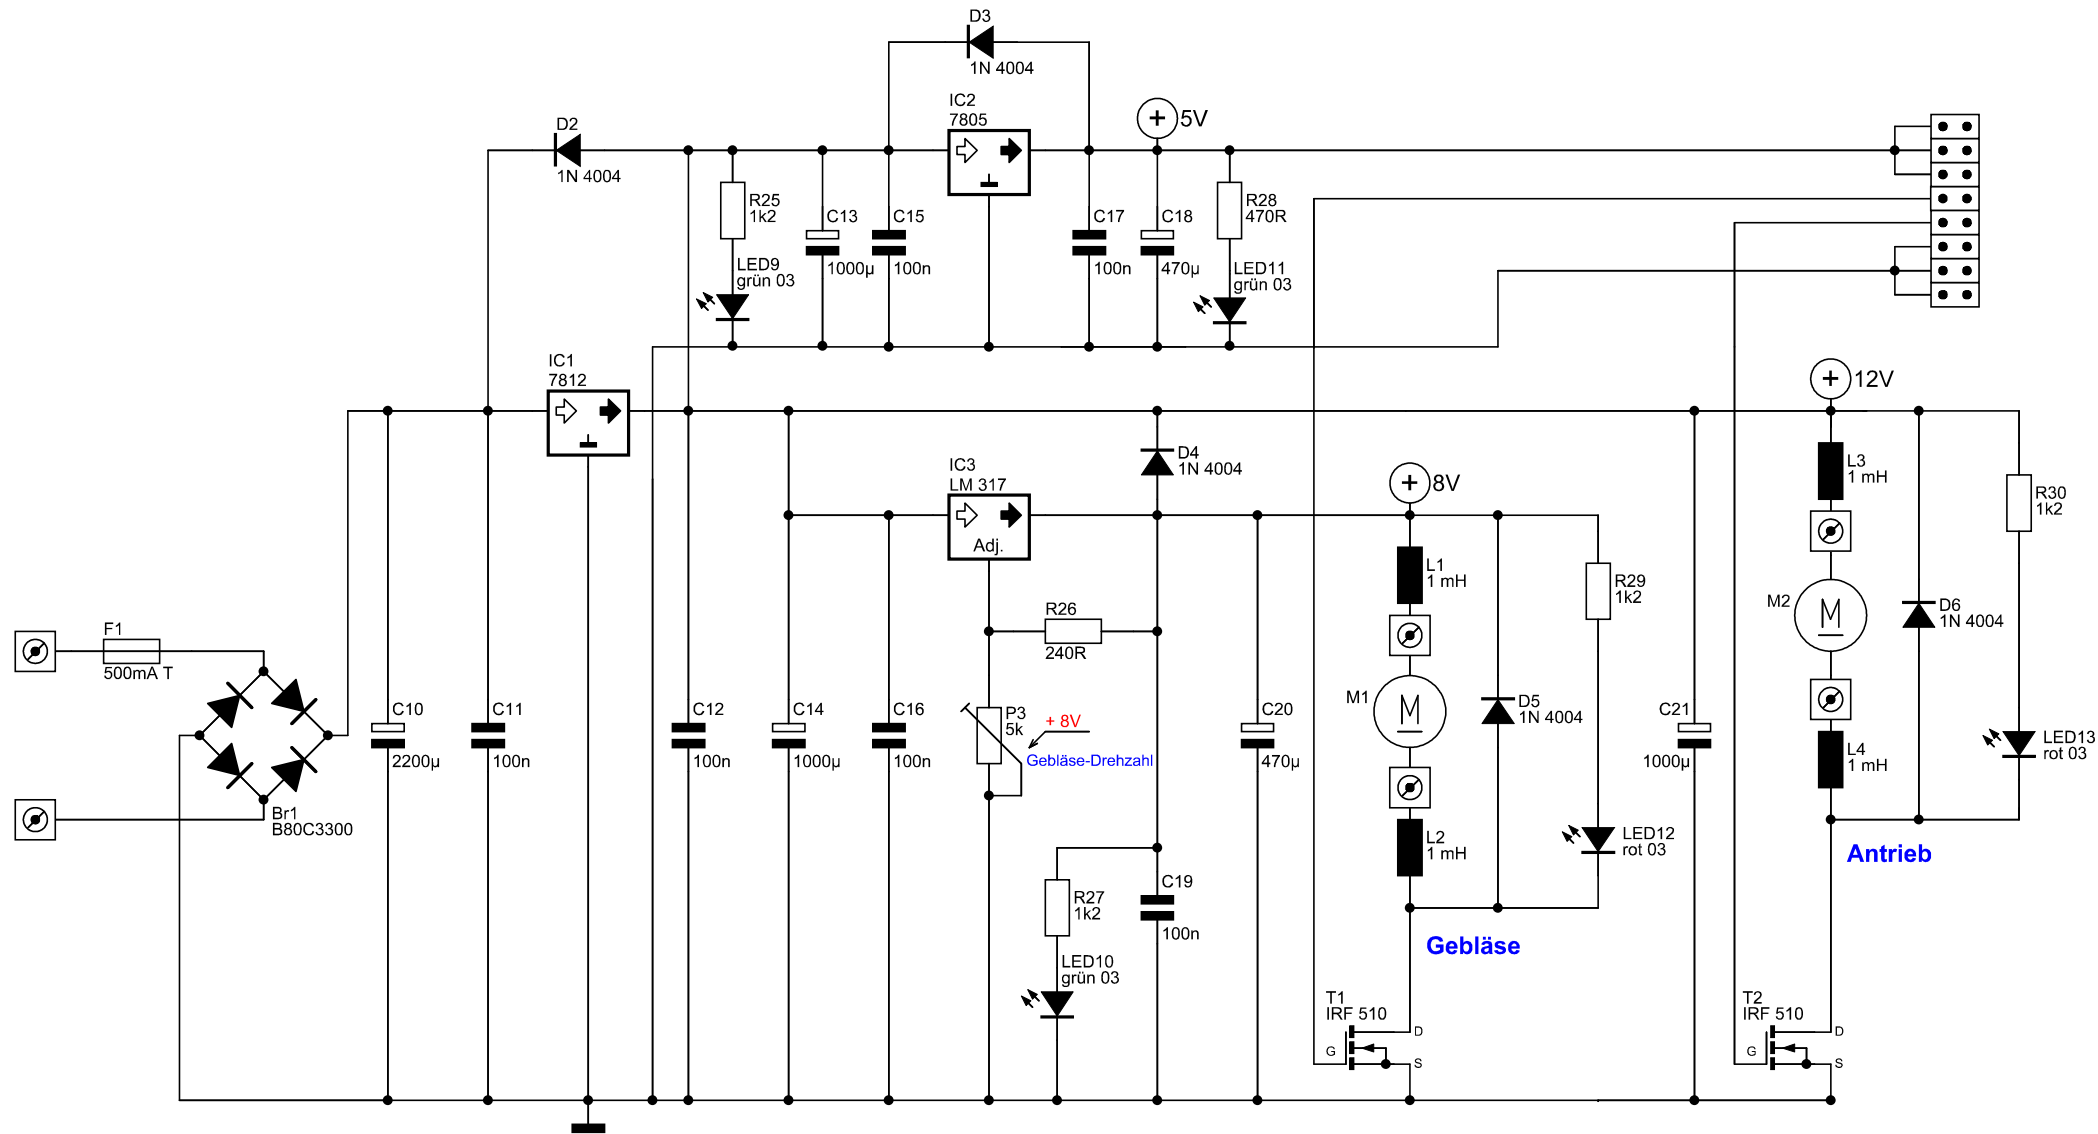 D3
1N 4004
IC2
7805
+ 5V
D2
1N 4004
R25
1k2
C13
1000µ
C15
100n
C17
100n
C18
470µ
R28
470R
LED9
grün 03
LED11
grün 03
IC1
7812
+ 12V
D4
1N 4004
IC3
LM 317
Adj.
+ 8V
L3
1 mH
R30
1k2
L1
1 mH
R29
1k2
M2
M
D6
1N 4004
R26
240R
F1
500mA T
C10
2200µ
C11
100n
C12
100n
C14
1000µ
C16
100n
P3
5k
+ 8V
Gebläse-Drehzahl
C20
470µ
M1
M
D5
1N 4004
C21
1000µ
L4
1 mH
LED13
rot 03
Br1
B80C3300
L2
1 mH
LED12
rot 03
Antrieb
R27
1k2
C19
100n
Gebläse
LED10
grün 03
T1
IRF 510
D
G
S
T2
IRF 510
D
G
S